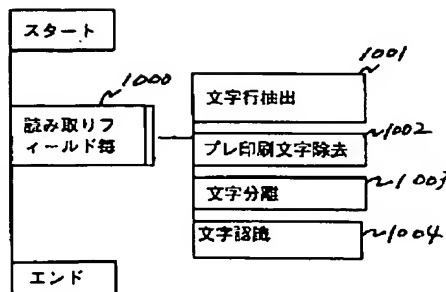 スタート
1000
読み取りフ
ィールド毎
エンド
1001
文字行抽出
1002
プレ印刷文字除去
1003
文字分離
1004
文字認識